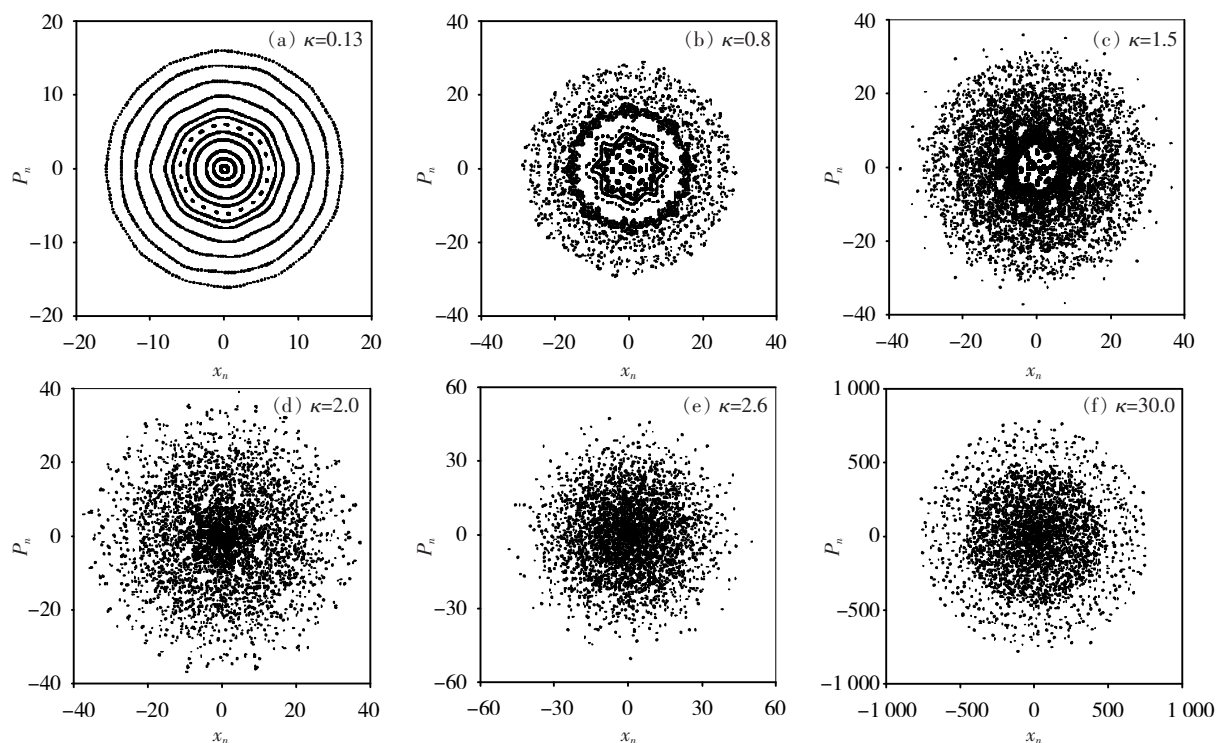 (a) κ=0.13
20
10
0
−10
−20
−20 −10 0 10 20
P_n
x_n
(b) κ=0.8
40
20
0
−20
−40
−40 −20 0 20 40
P_n
x_n
(c) κ=1.5
40
20
0
−20
−40
−40 −20 0 20 40
P_n
x_n
(d) κ=2.0
40
20
0
−20
−40
−40 −20 0 20 40
P_n
x_n
(e) κ=2.6
60
30
0
−30
−60
−60 −30 0 30 60
P_n
x_n
(f) κ=30.0
1 000
500
0
−500
−1 000
−1 000 −500 0 500 1 000
P_n
x_n